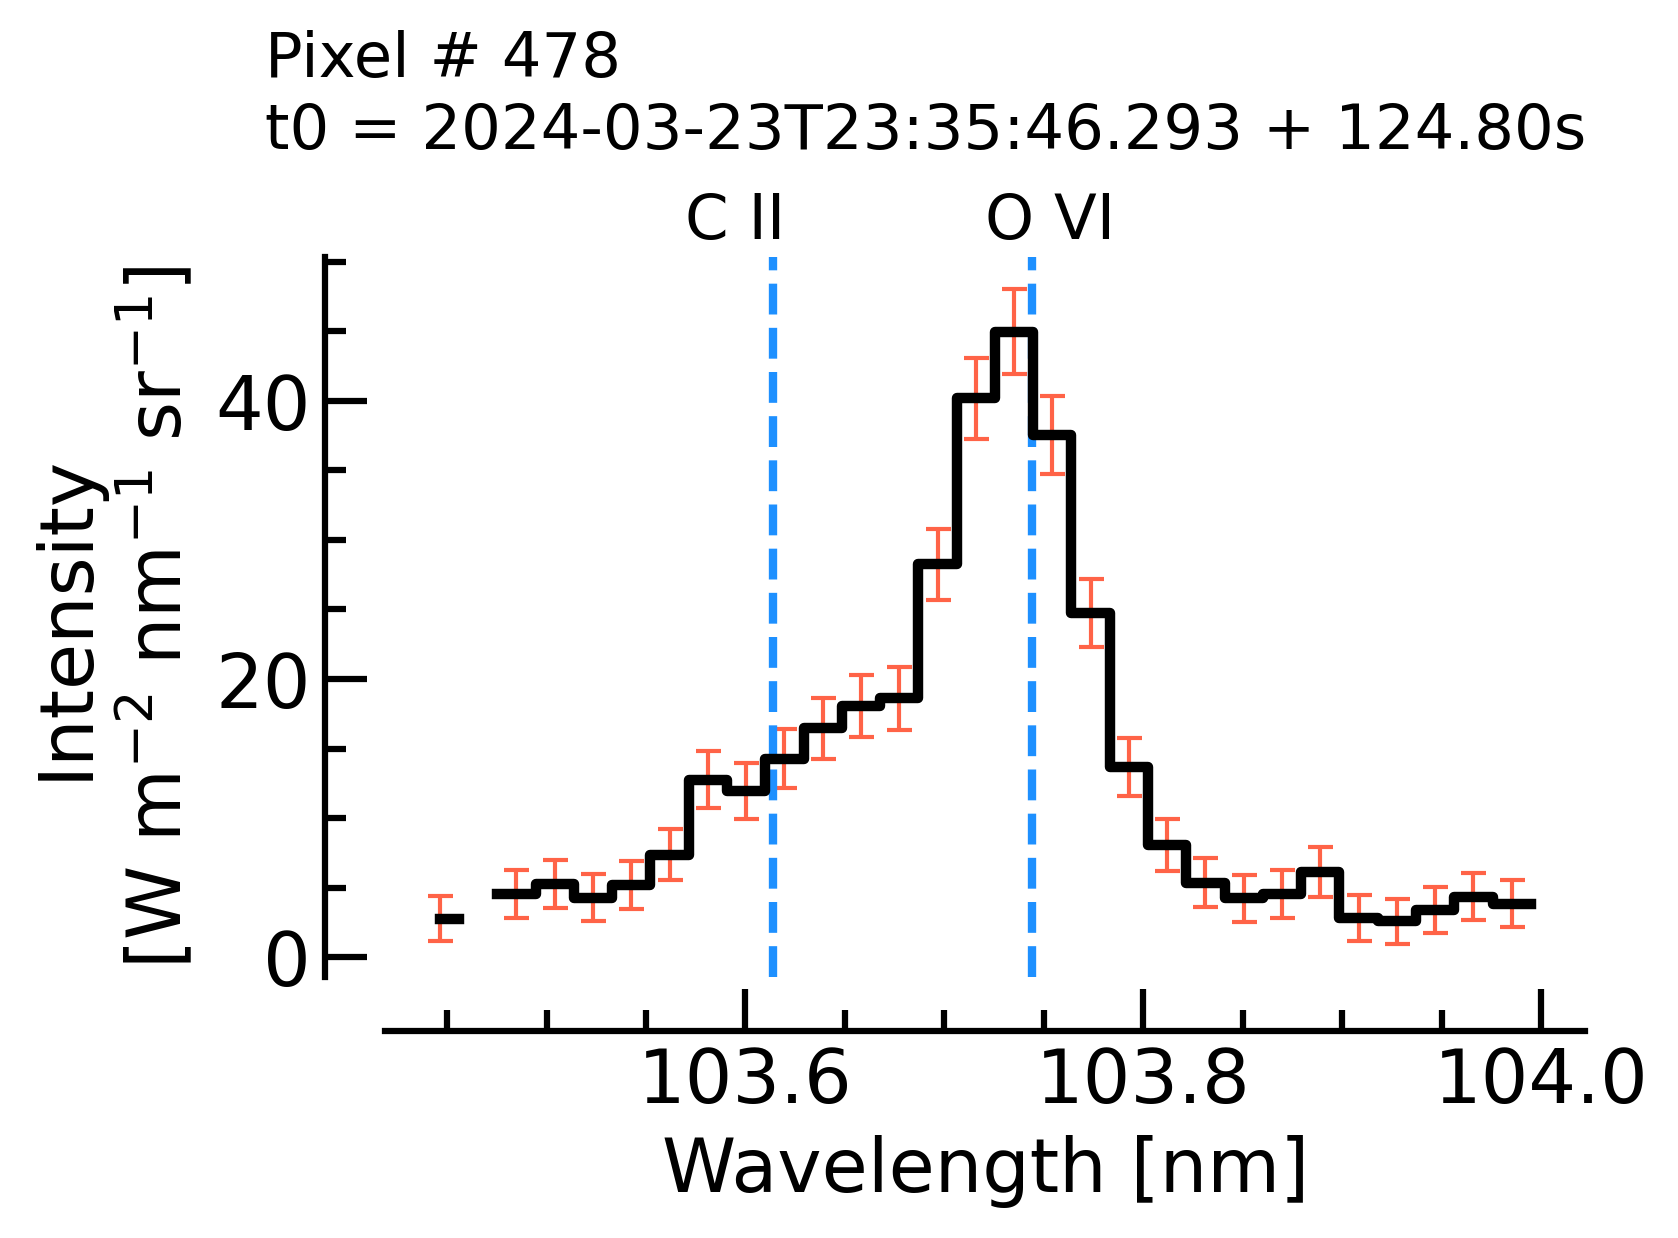 Pixel # 478
t0 = 2024-03-23T23:35:46.293 + 124.80s
C II
O VI
Intensity
[W m⁻² nm⁻¹ sr⁻¹]
40
20
0
103.6
103.8
104.0
Wavelength [nm]